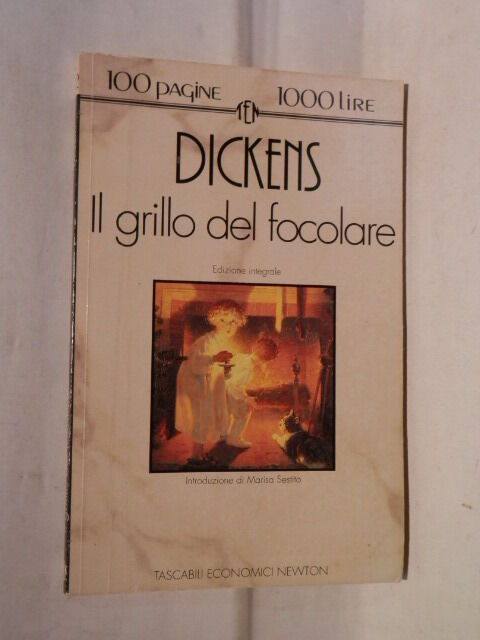 100 PAGINE 1000 LIRE
TEN
DICKENS
Il grillo del focolare
Edizione integrale
Introduzione di Marisa Sestito
TASCABILI ECONOMICI NEWTON